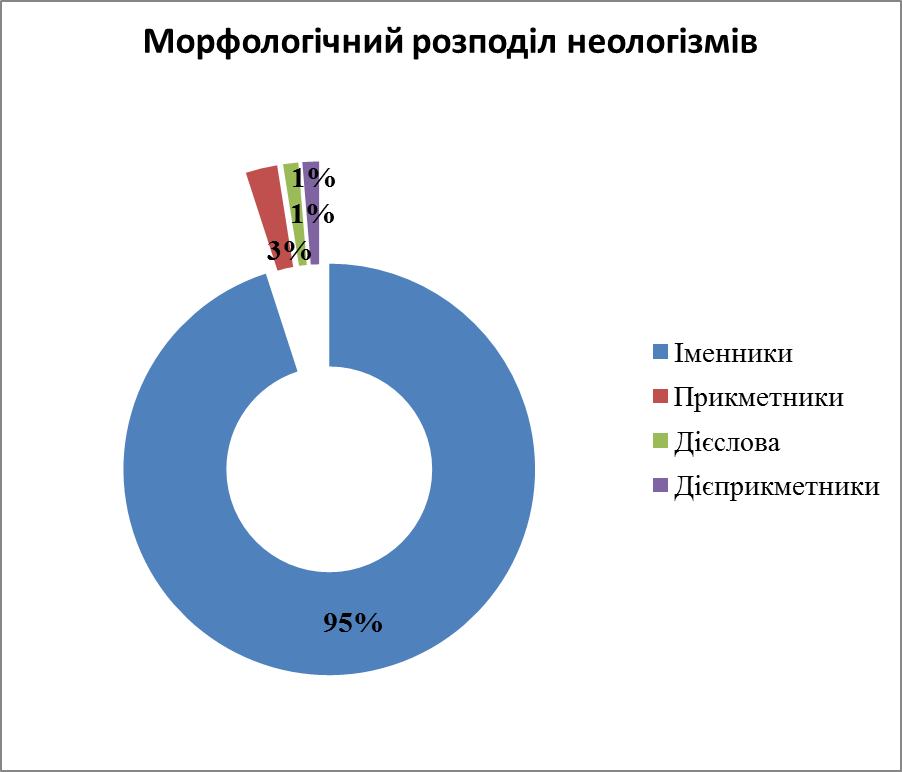 Морфологічний розподіл неологізмів
1%
1%
3%
95%
Іменники
Прикметники
Дієслова
Дієприкметники